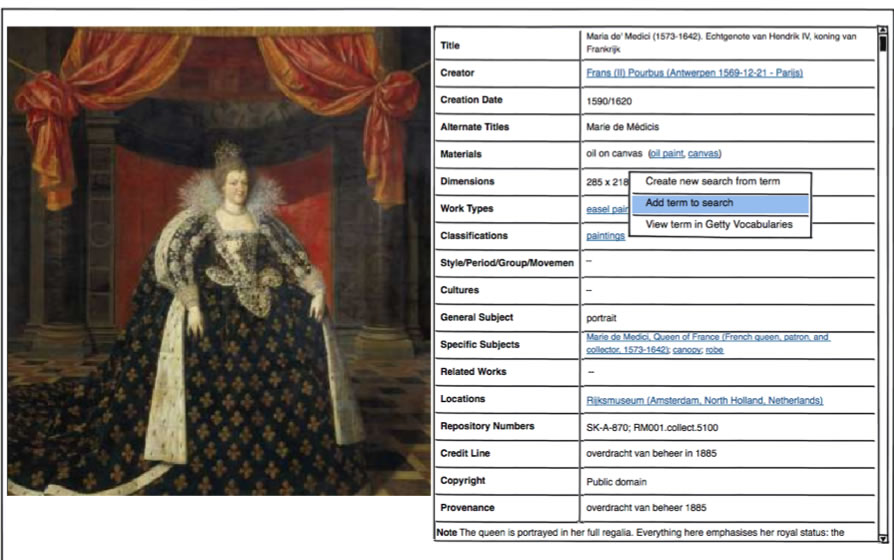 Title
Maria de' Medici (1573-1642). Echtgenote van Hendrik IV, koning van
Frankrijk
Creator
Frans (II) Pourbus (Antwerpen 1569-12-21 - Parijs)
Creation Date
1590/1620
Alternate Titles
Marie de Médicis
Materials
oil on canvas (oil paint, canvas)
Dimensions
285 x 218
Create new search from term
Add term to search
View term in Getty Vocabularies
Work Types
easel pain
Classifications
paintings
Style/Period/Group/Movemen
--
Cultures
--
General Subject
portrait
Specific Subjects
Marie de Medici, Queen of France (French queen, patron, and
collector, 1573-1642); canopy; robe
Related Works
--
Locations
Rijksmuseum (Amsterdam, North Holland, Netherlands)
Repository Numbers
SK-A-870; RM001.collect.5100
Credit Line
overdracht van beheer in 1885
Copyright
Public domain
Provenance
overdracht van beheer 1885
Note The queen is portrayed in her full regalia. Everything here emphasises her royal status: the